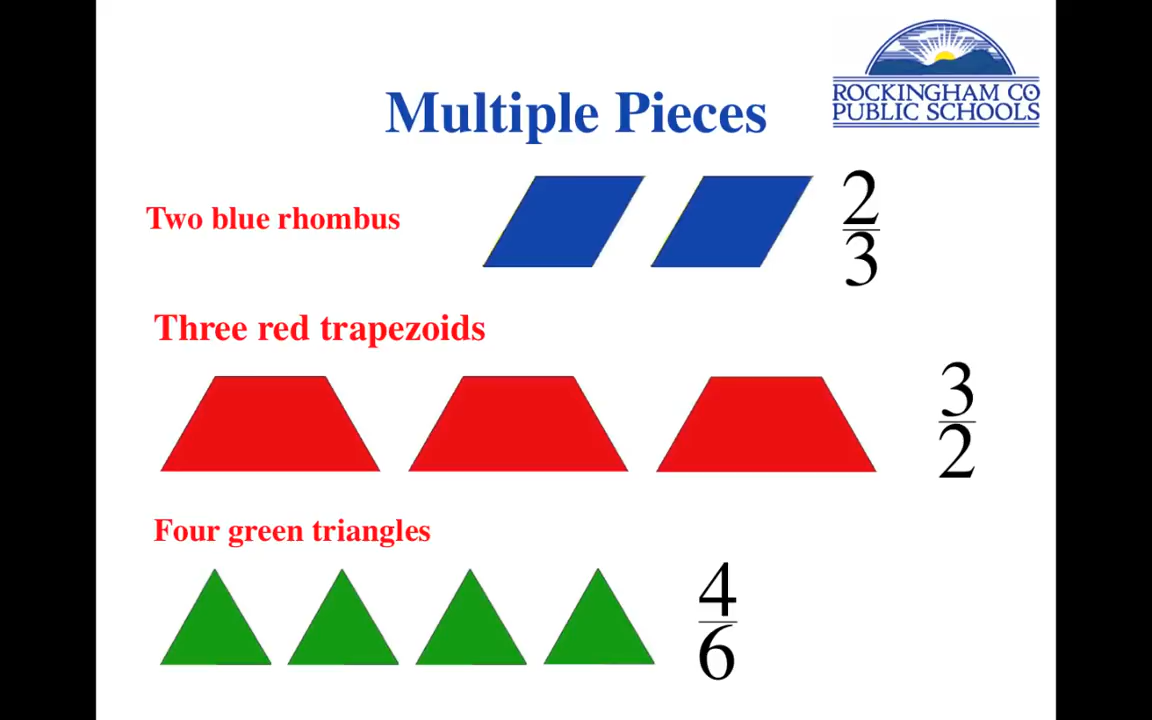 Multiple Pieces
ROCKINGHAM CO
PUBLIC SCHOOLS
Two blue rhombus
2
3
Three red trapezoids
3
2
Four green triangles
4
6